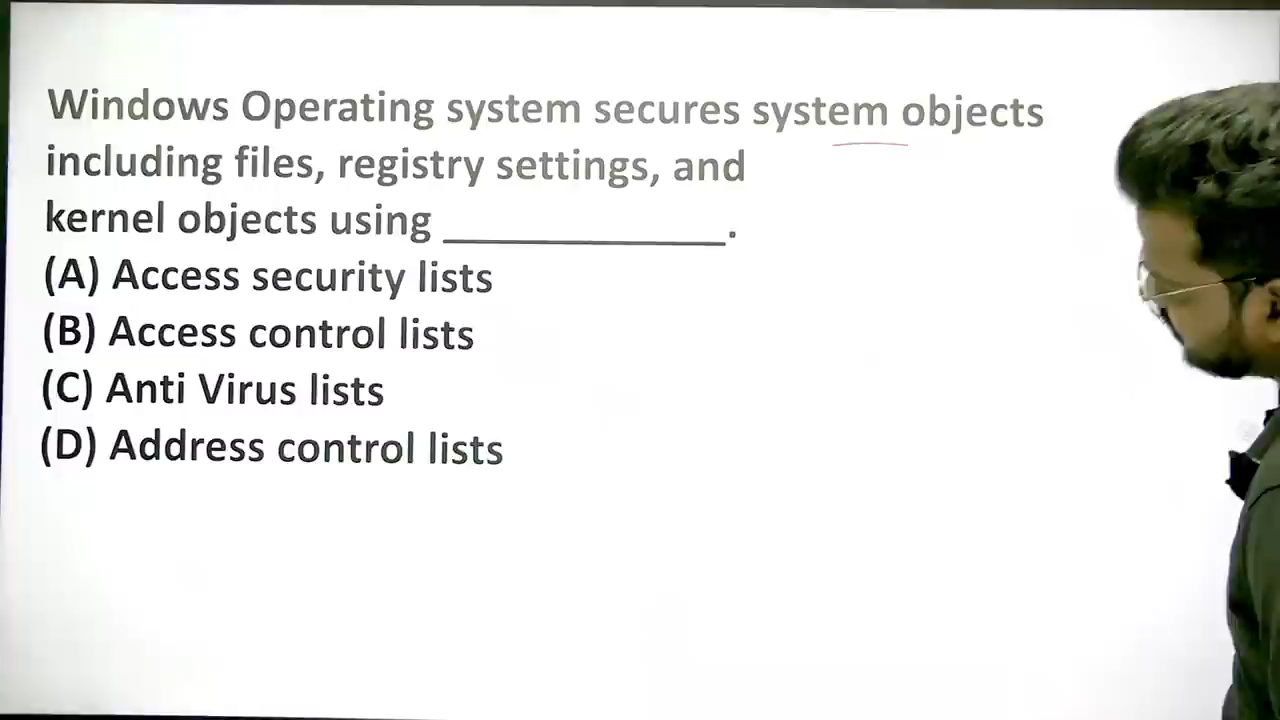 Windows Operating system secures system objects
including files, registry settings, and
kernel objects using _____________.
(A) Access security lists
(B) Access control lists
(C) Anti Virus lists
(D) Address control lists